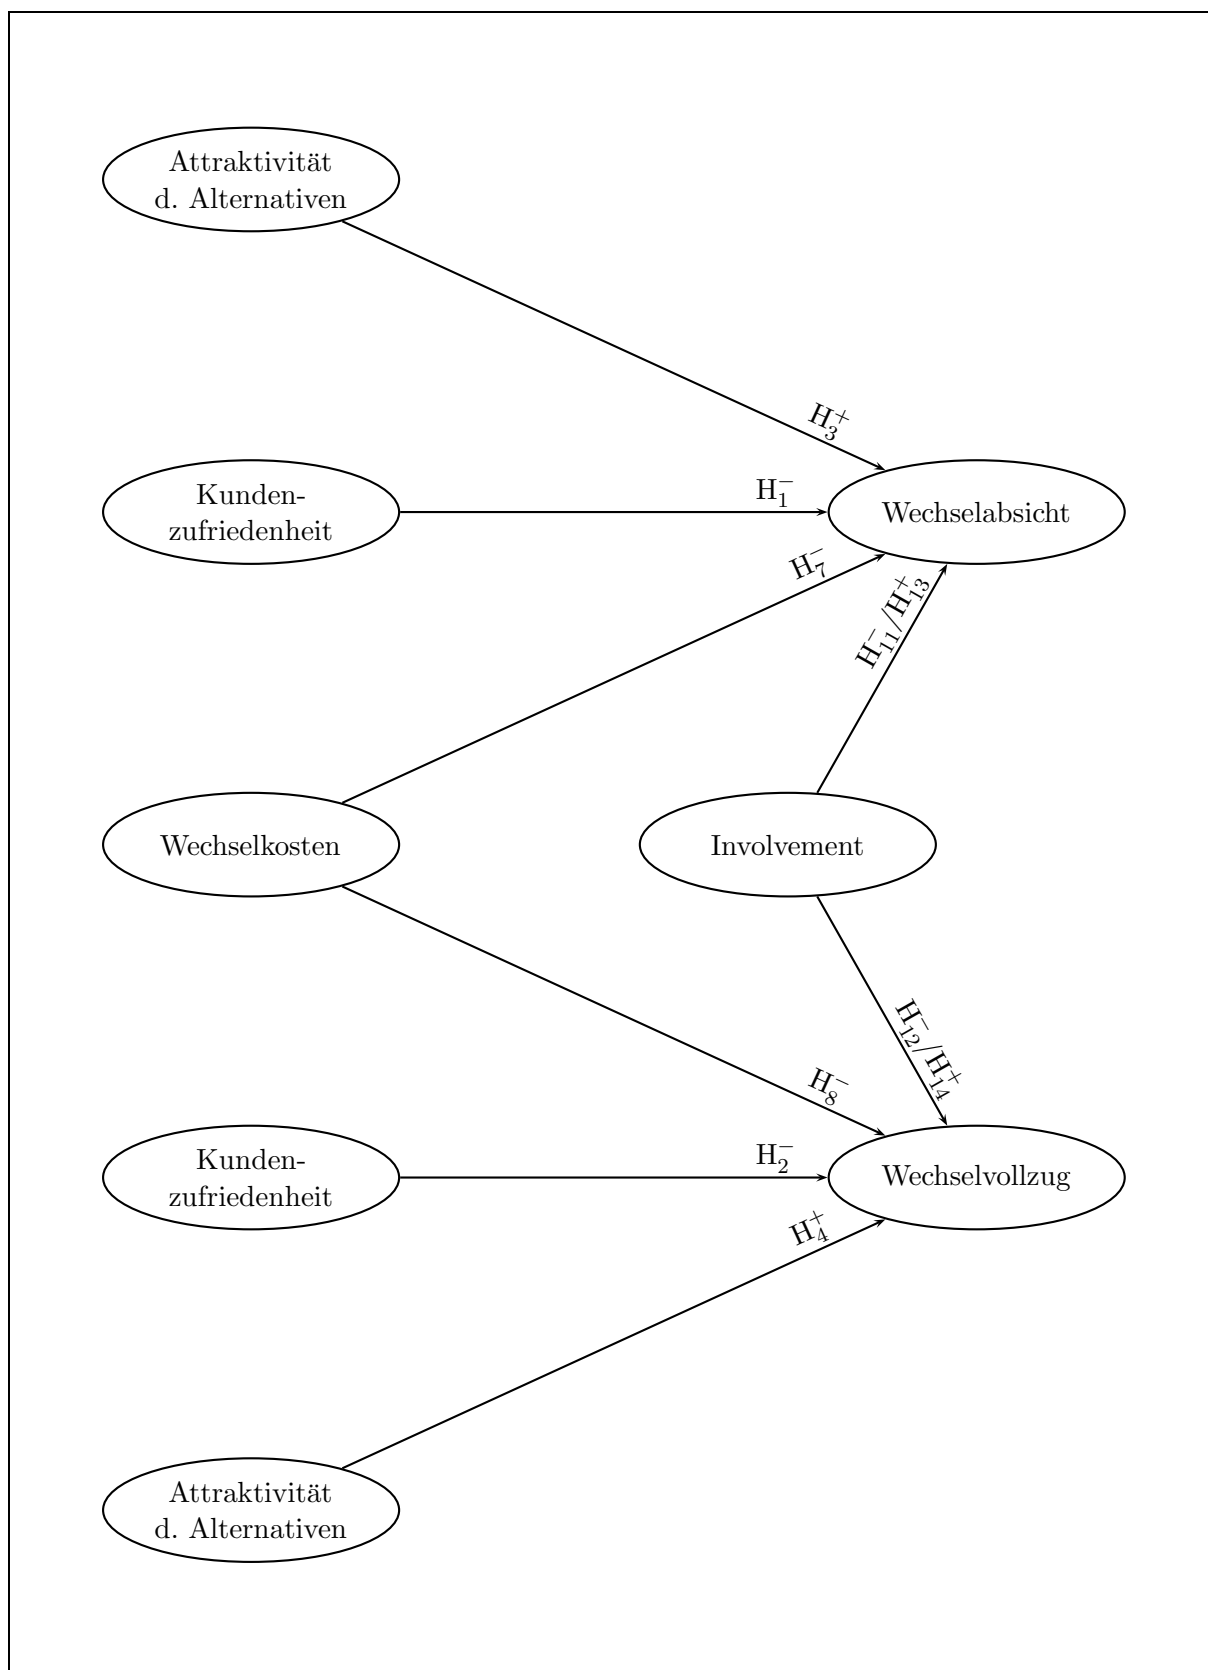 Attraktivität
d. Alternativen
H₃⁺
Kunden-
zufriedenheit
H₁⁻
Wechselabsicht
H₇⁻
H₁₁⁻/H₁₃⁺
Wechselkosten
Involvement
H₁₂⁻/H₁₄⁺
H₈⁻
Kunden-
zufriedenheit
H₂⁻
Wechselvollzug
H₄⁺
Attraktivität
d. Alternativen